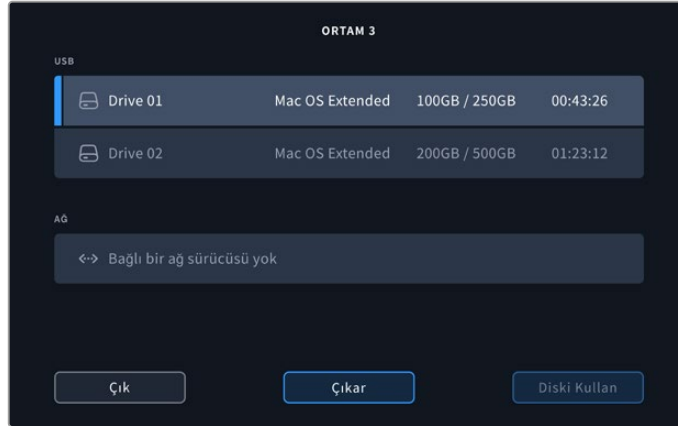 ORTAM 3
USB
Drive 01 Mac OS Extended 100GB / 250GB 00:43:26
Drive 02 Mac OS Extended 200GB / 500GB 01:23:12
AĞ
Bağlı bir ağ sürücüsü yok
Çık Çıkar Diski Kullan